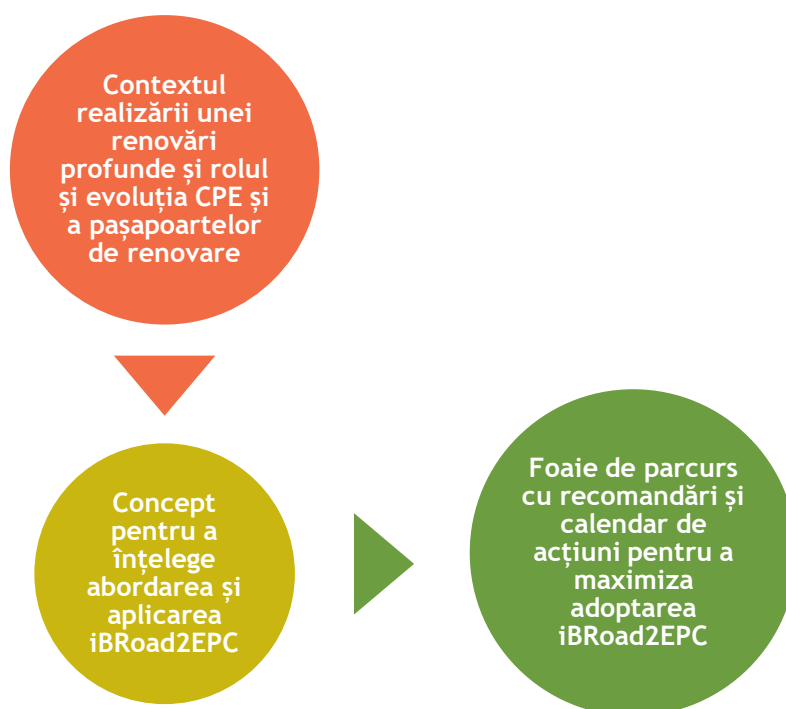 Contextul
realizării unei
renovări
profunde și rolul
și evoluția CPE și
a pașapoartelor
de renovare
Concept
pentru a
înțelege
abordarea și
aplicarea
iBRoad2EPC
Foaie de parcurs
cu recomandări și
calendar de
acțiuni pentru a
maximiza
adoptarea
iBRoad2EPC